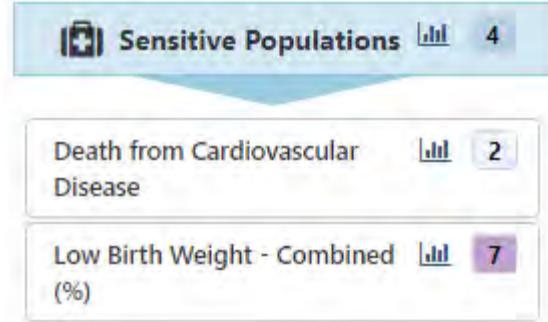 Sensitive Populations 4
Death from Cardiovascular 2
Disease
Low Birth Weight - Combined 7
(%)